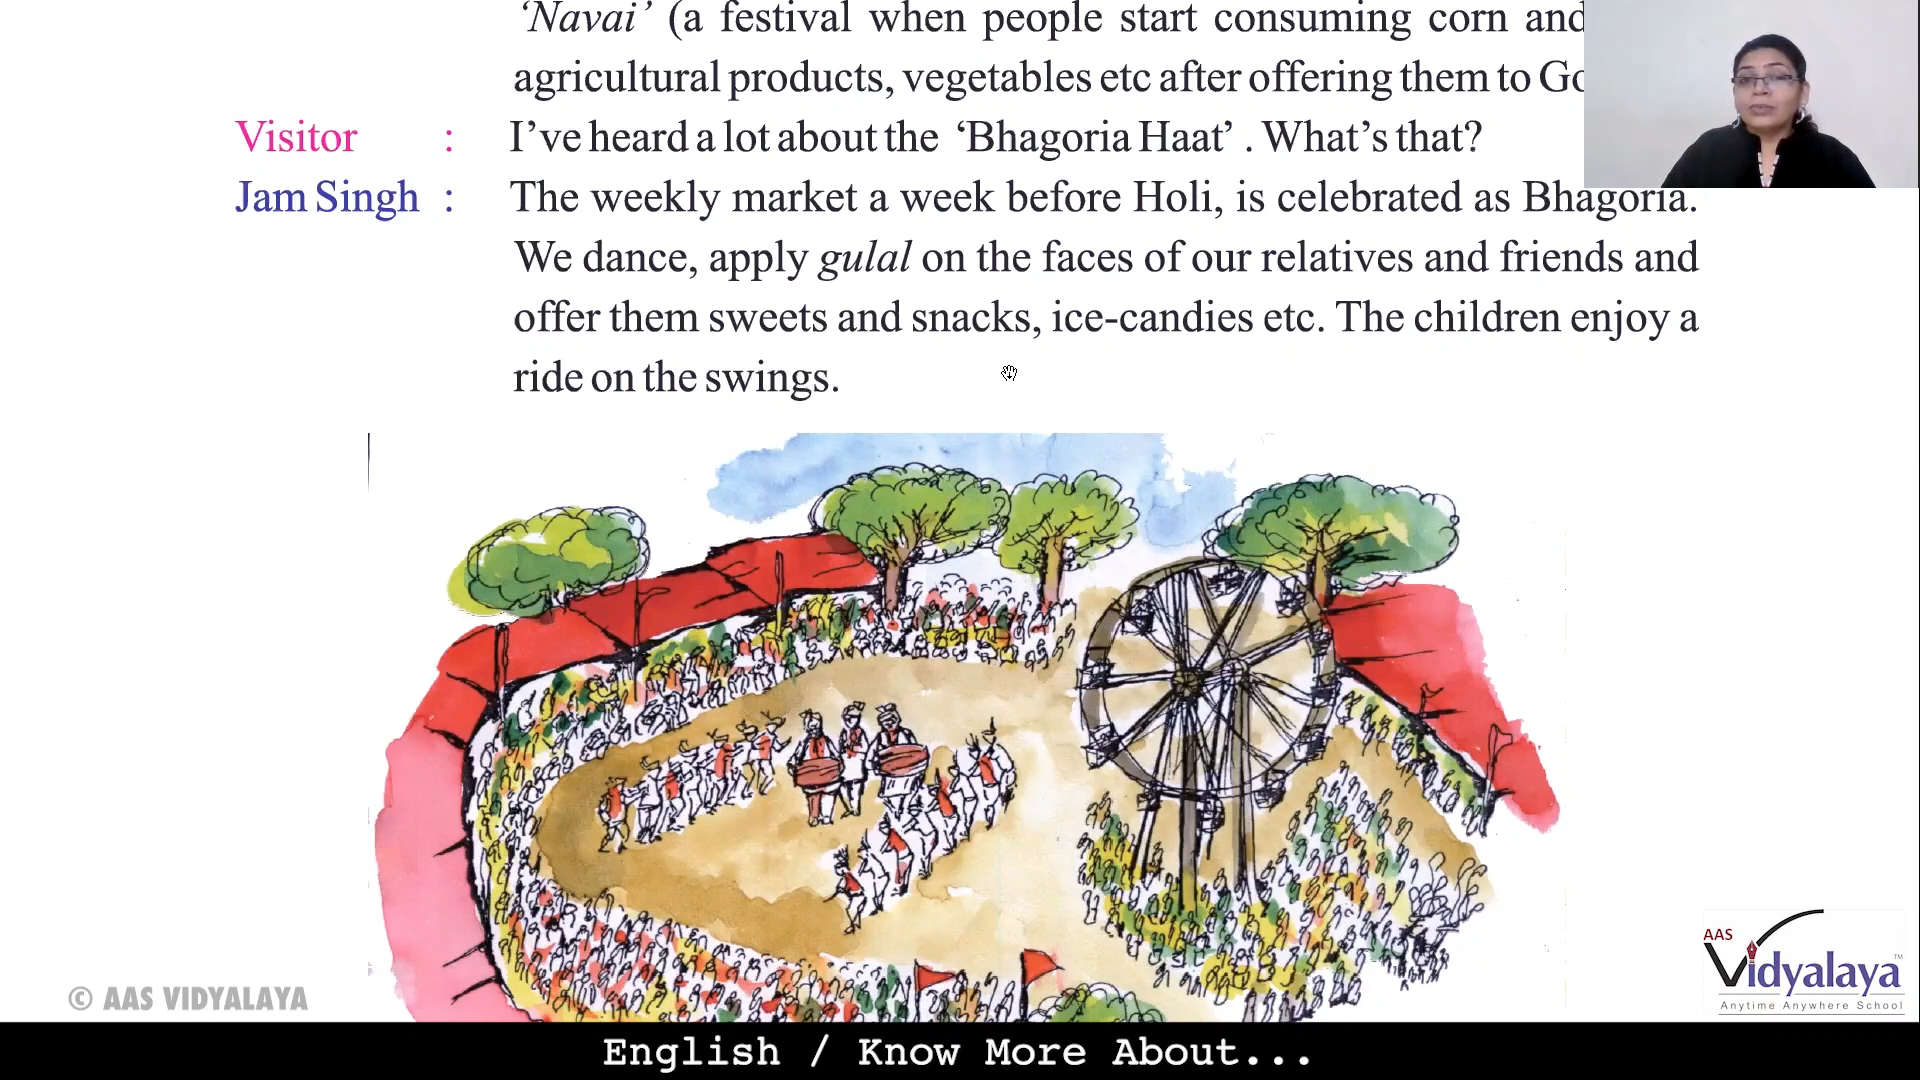 ‘Navai’ (a festival when people start consuming corn and
agricultural products, vegetables etc after offering them to Go
Visitor : I’ve heard a lot about the ‘Bhagoria Haat’ . What’s that?
Jam Singh : The weekly market a week before Holi, is celebrated as Bhagoria.
We dance, apply gulal on the faces of our relatives and friends and
offer them sweets and snacks, ice-candies etc. The children enjoy a
ride on the swings.
© AAS VIDYALAYA
AAS
Vidyalaya™
Anytime Anywhere School
English / Know More About...